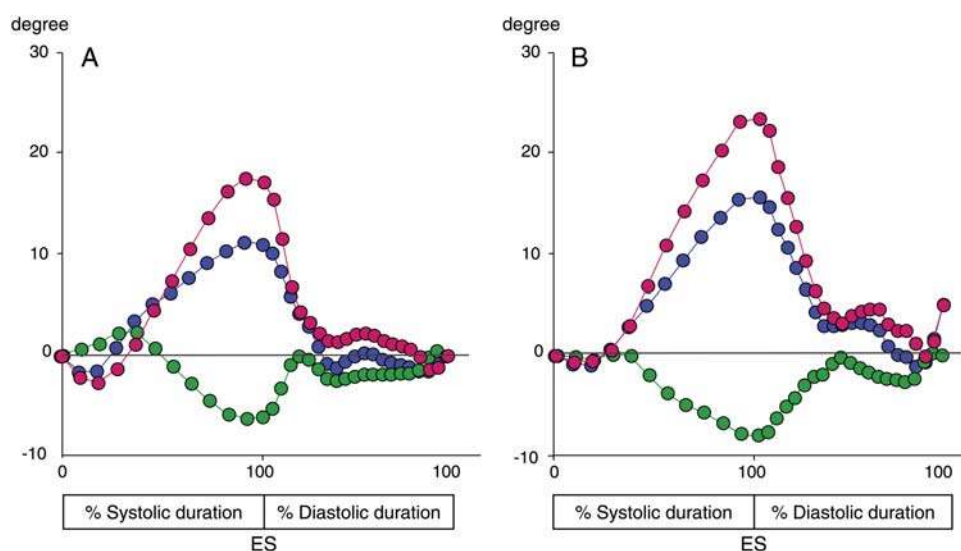 degree
30
A
20
10
0
-10
0
100
100
% Systolic duration
% Diastolic duration
ES
degree
30
B
20
10
0
-10
0
100
100
% Systolic duration
% Diastolic duration
ES